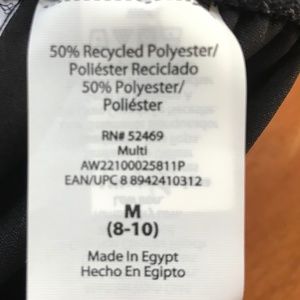 50% Recycled Polyester/
Poliéster Reciclado
50% Polyester/
Poliéster
RN# 52469
Multi
AW22100025811P
EAN/UPC 8 8942410312
M
(8-10)
Made In Egypt
Hecho En Egipto